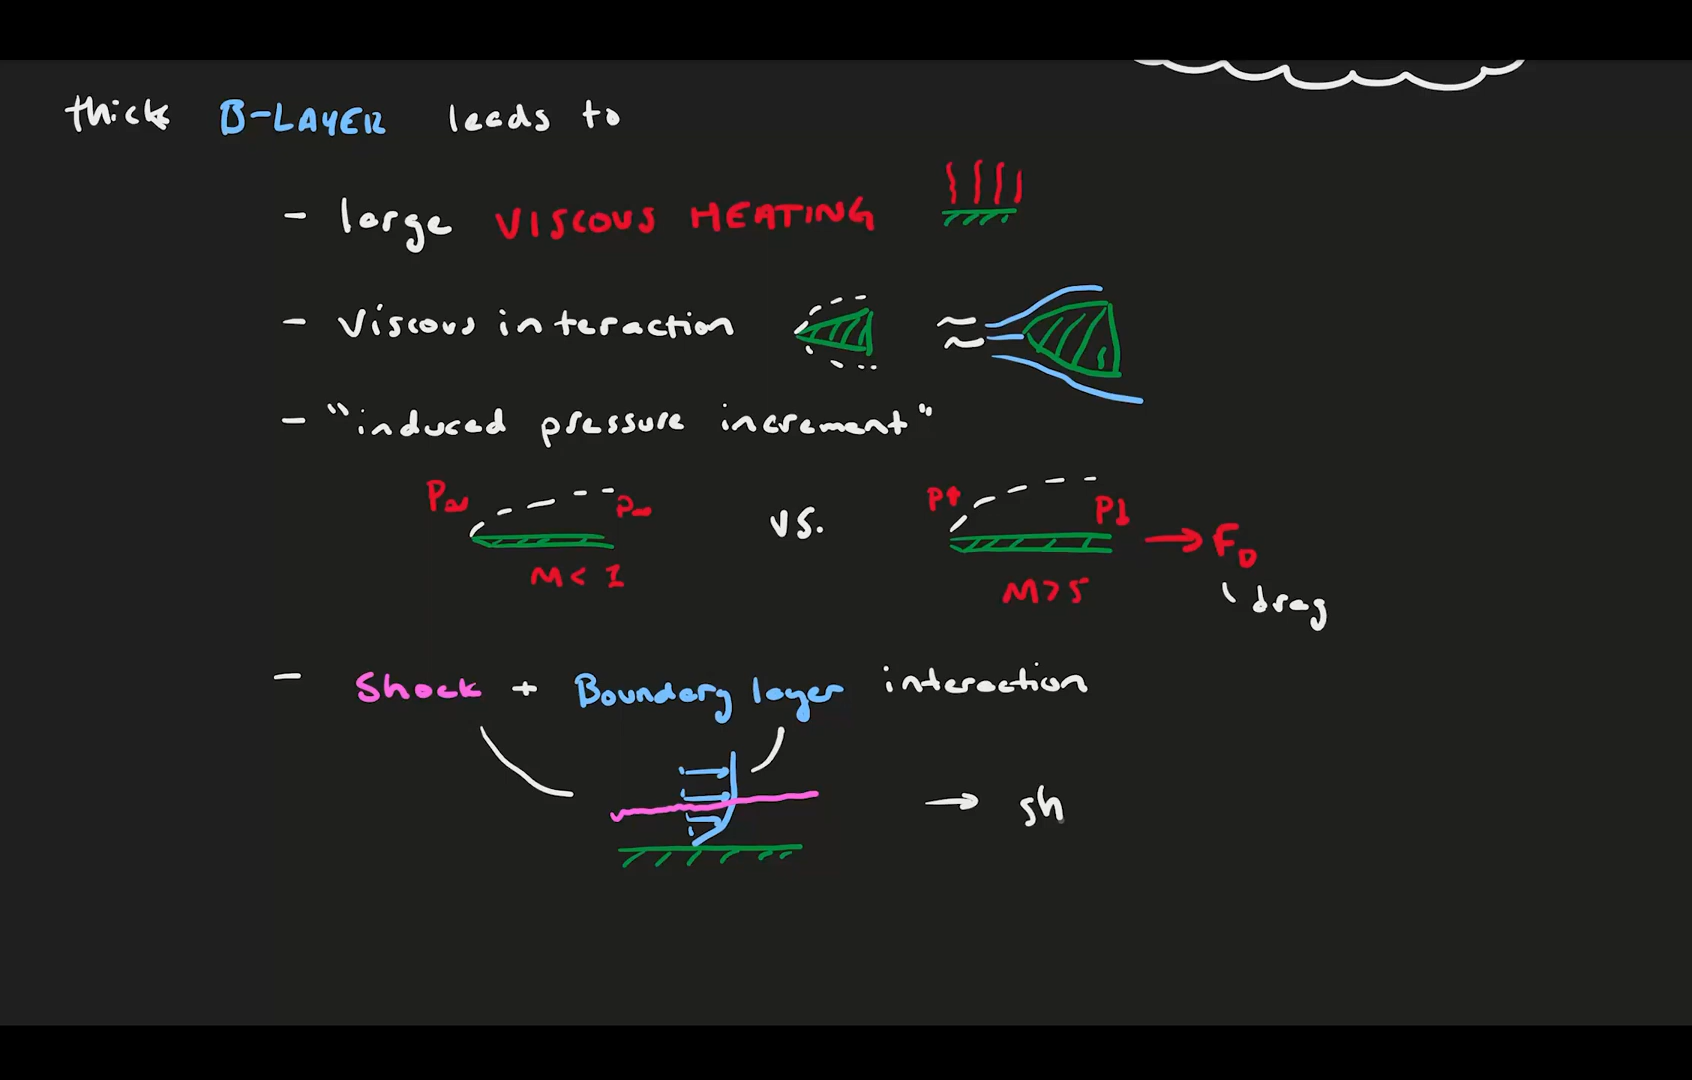 thick B-LAYER leads to
- large VISCOUS HEATING
- Viscous interaction ≈
- "induced pressure increment"
P∞ P∞ vs. P↑ P↓ → FD
M < 1 M > 5 drag
- Shock + Boundary layer interaction
→ sh